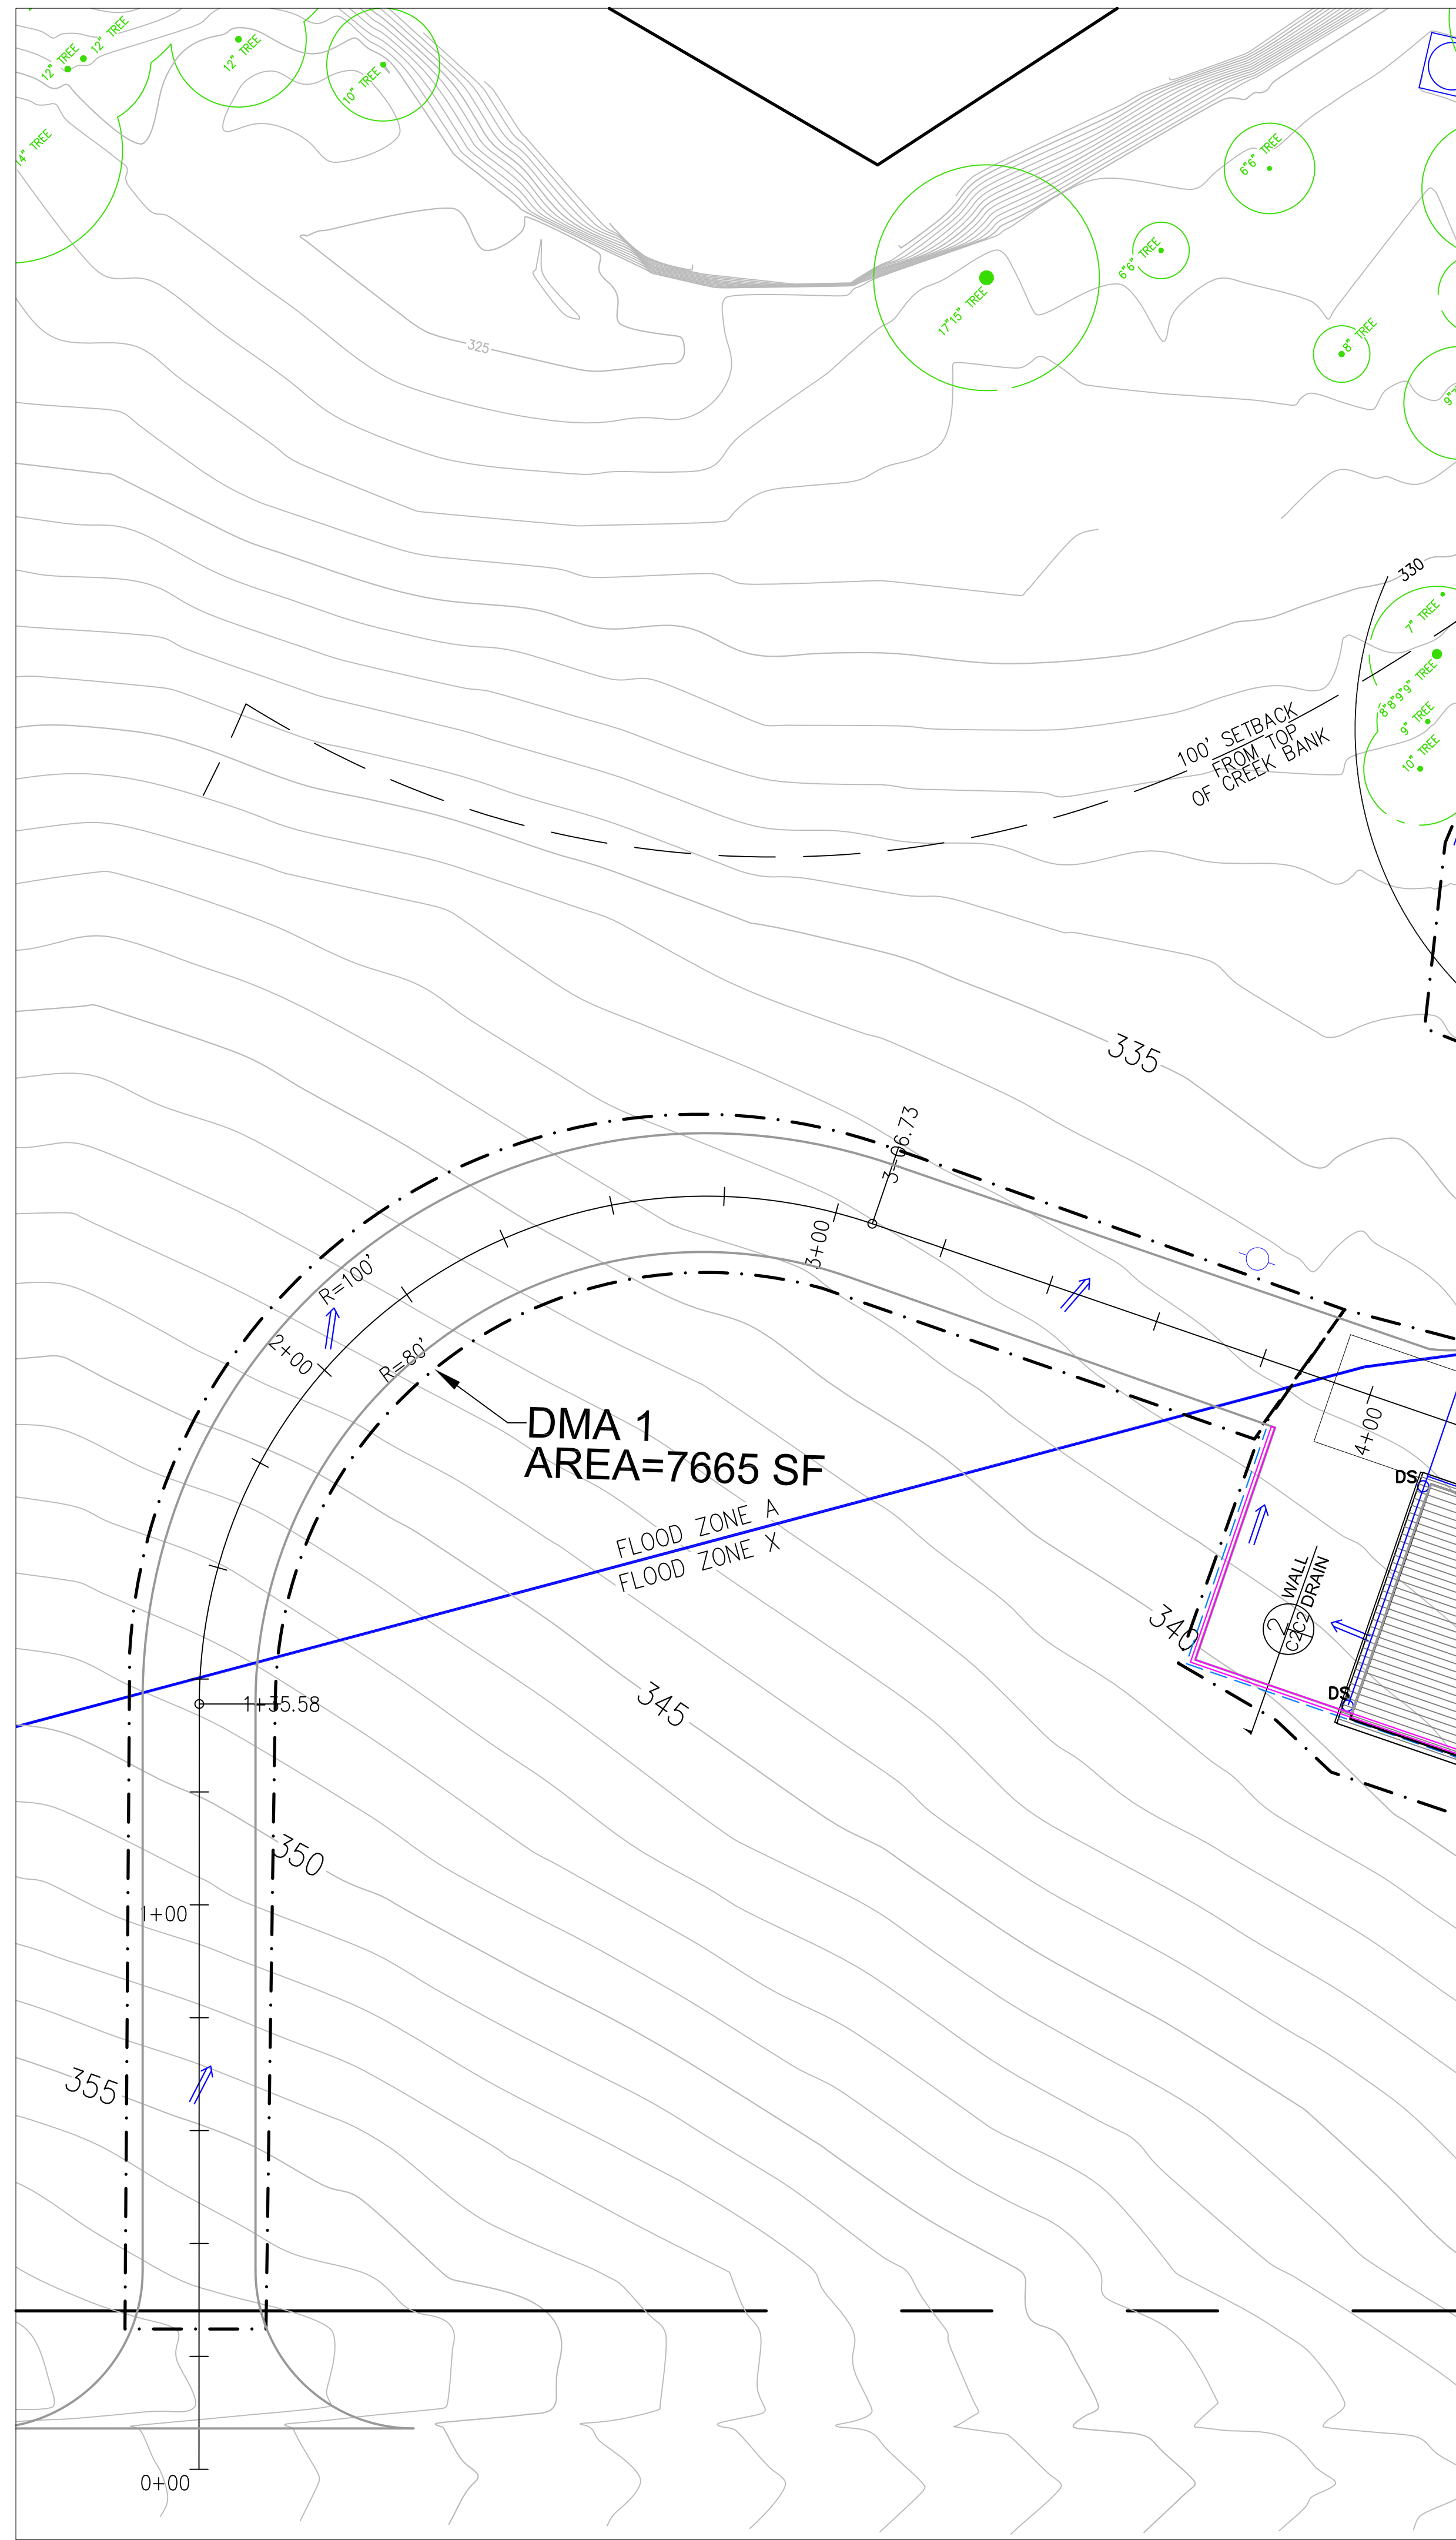 12" TREE
12" TREE
12" TREE
10" TREE
14" TREE
6"6" TREE
6"6" TREE
17"15" TREE
8" TREE
325
330
7" TREE
8"8"9"9" TREE
9" TREE
10" TREE
100' SETBACK
FROM TOP
OF CREEK BANK
335
3+06.73
3+00
R=100'
2+00
R=80'
DMA 1
AREA=7665 SF
4+00
DS
FLOOD ZONE A
FLOOD ZONE X
WALL
DRAIN
2
C2
C2
340
DS
345
1+35.58
350
1+00
355
0+00